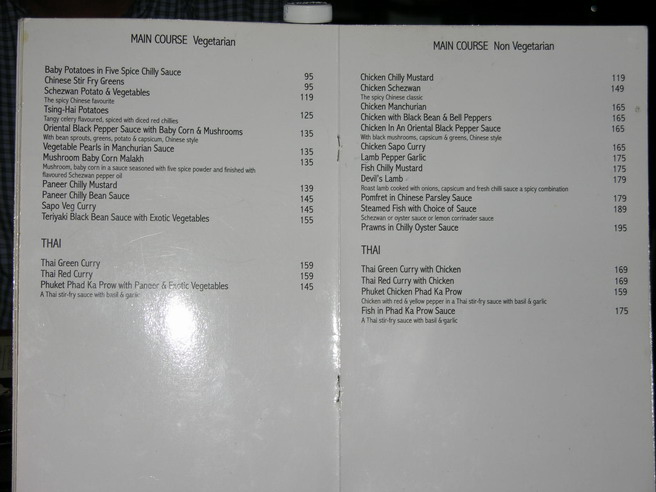 MAIN COURSE Vegetarian
Baby Potatoes in Five Spice Chilly Sauce 95
Chinese Stir Fry Greens 95
Schezwan Potato & Vegetables 119
The spicy Chinese favourite
Tsing-Hai Potatoes 125
Tangy celery flavoured, spiced with diced red chillies
Oriental Black Pepper Sauce with Baby Corn & Mushrooms 135
With bean sprouts, greens, potato & capsicum, Chinese style
Vegetable Pearls in Manchurian Sauce 135
Mushroom Baby Corn Malakh 135
Mushroom, baby corn in a sauce seasoned with five spice powder and finished with
flavoured Schezwan pepper oil
Paneer Chilly Mustard 139
Paneer Chilly Bean Sauce 145
Sapo Veg Curry 145
Teriyaki Black Bean Sauce with Exotic Vegetables 155
THAI
Thai Green Curry 159
Thai Red Curry 159
Phuket Phad Ka Prow with Paneer & Exotic Vegetables 145
A Thai stir-fry sauce with basil & garlic
MAIN COURSE Non Vegetarian
Chicken Chilly Mustard 119
Chicken Schezwan 149
The spicy Chinese classic
Chicken Manchurian 165
Chicken with Black Bean & Bell Peppers 165
Chicken In An Oriental Black Pepper Sauce 165
With black mushrooms, capsicum & greens, Chinese style
Chicken Sapo Curry 165
Lamb Pepper Garlic 175
Fish Chilly Mustard 175
Devil's Lamb 179
Roast lamb cooked with onions, capsicum and fresh chilli sauce a spicy combination
Pomfret in Chinese Parsley Sauce 179
Steamed Fish with Choice of Sauce 189
Schezwan or oyster sauce or lemon corrinader sauce
Prawns in Chilly Oyster Sauce 195
THAI
Thai Green Curry with Chicken 169
Thai Red Curry with Chicken 169
Phuket Chicken Phad Ka Prow 159
Chicken with red & yellow pepper in a Thai stir-fry sauce with basil & garlic
Fish in Phad Ka Prow Sauce 175
A Thai stir-fry sauce with basil & garlic